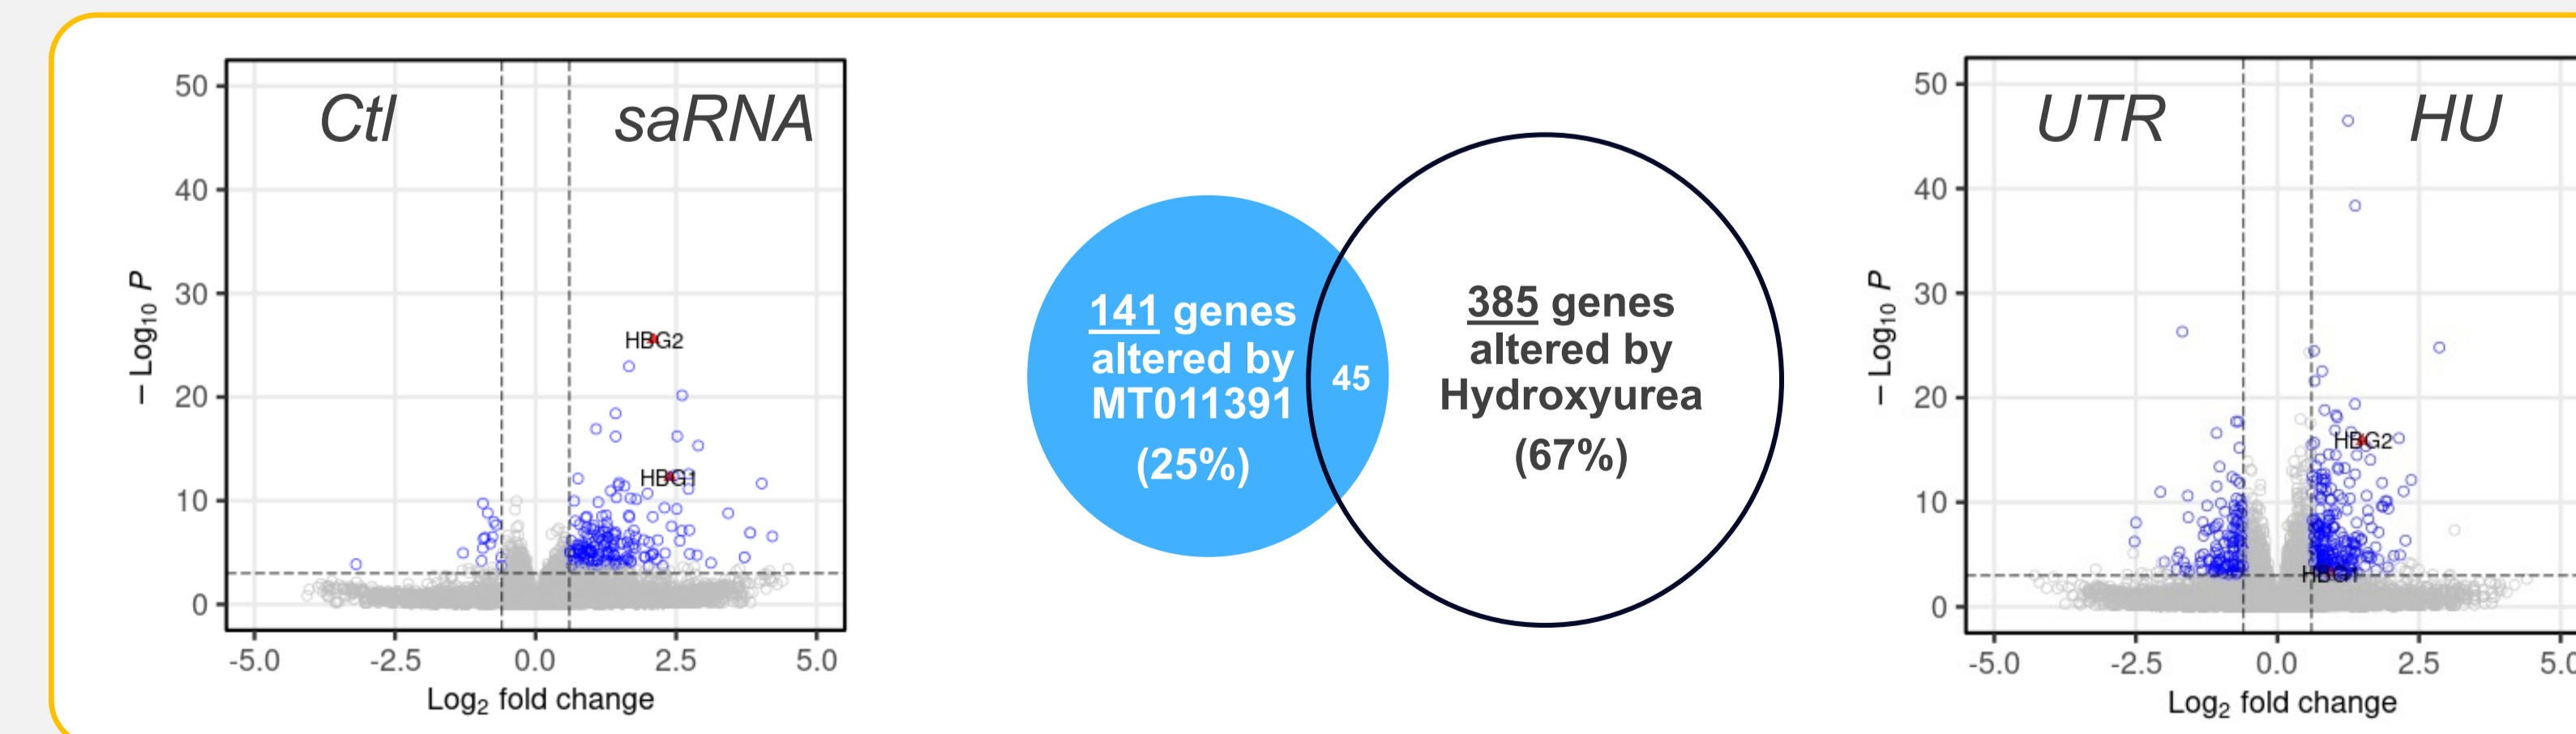 50
40
30
20
10
0
-5.0
-2.5
0.0
2.5
5.0
Ctl
saRNA
HBG2
HBG1
– Log₁₀ P
Log₂ fold change
141 genes
altered by
MT011391
(25%)
45
385 genes
altered by
Hydroxyurea
(67%)
50
40
30
20
10
0
-5.0
-2.5
0.0
2.5
UTR
HU
HBG2
HBG1
– Log₁₀ P
Log₂ fold change